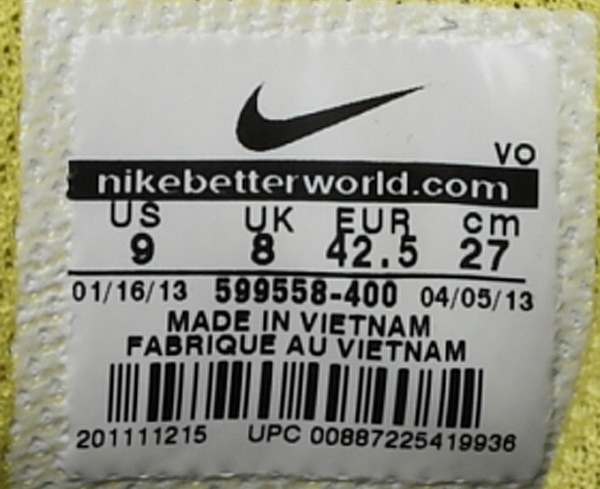 VO
nikebetterworld.com
US UK EUR cm
9 8 42.5 27
01/16/13 599558-400 04/05/13
MADE IN VIETNAM
FABRIQUE AU VIETNAM
201111215 UPC 00887225419936